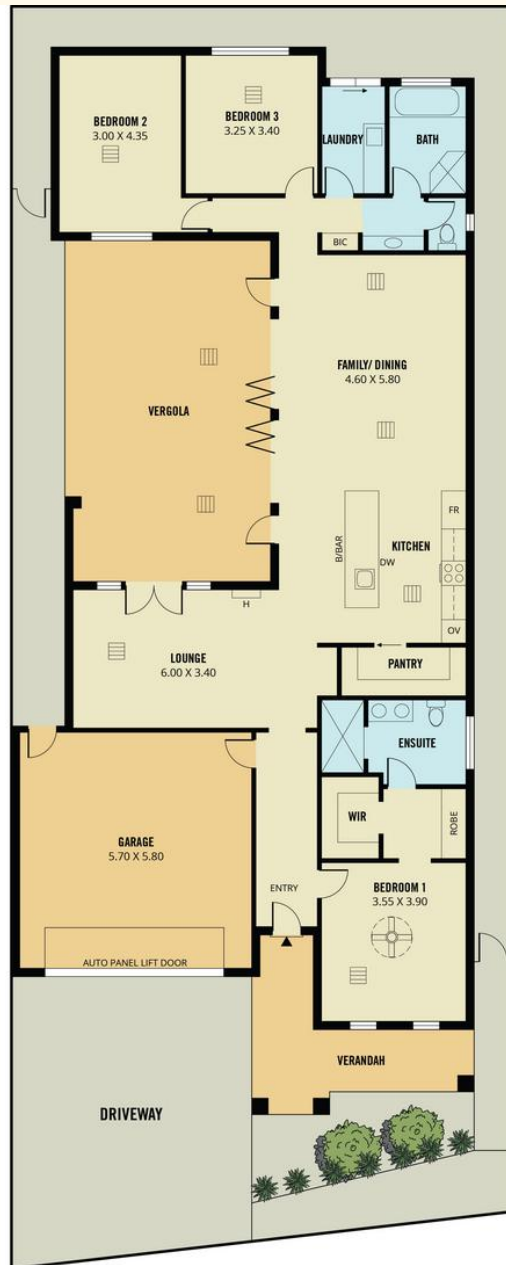 BEDROOM 2
3.00 X 4.35
BEDROOM 3
3.25 X 3.40
LAUNDRY
BATH
BIC
FAMILY/ DINING
4.60 X 5.80
VERGOLA
B/BAR
DW
KITCHEN
FR
OV
H
LOUNGE
6.00 X 3.40
PANTRY
ENSUITE
WIR
ROBE
GARAGE
5.70 X 5.80
ENTRY
BEDROOM 1
3.55 X 3.90
AUTO PANEL LIFT DOOR
VERANDAH
DRIVEWAY